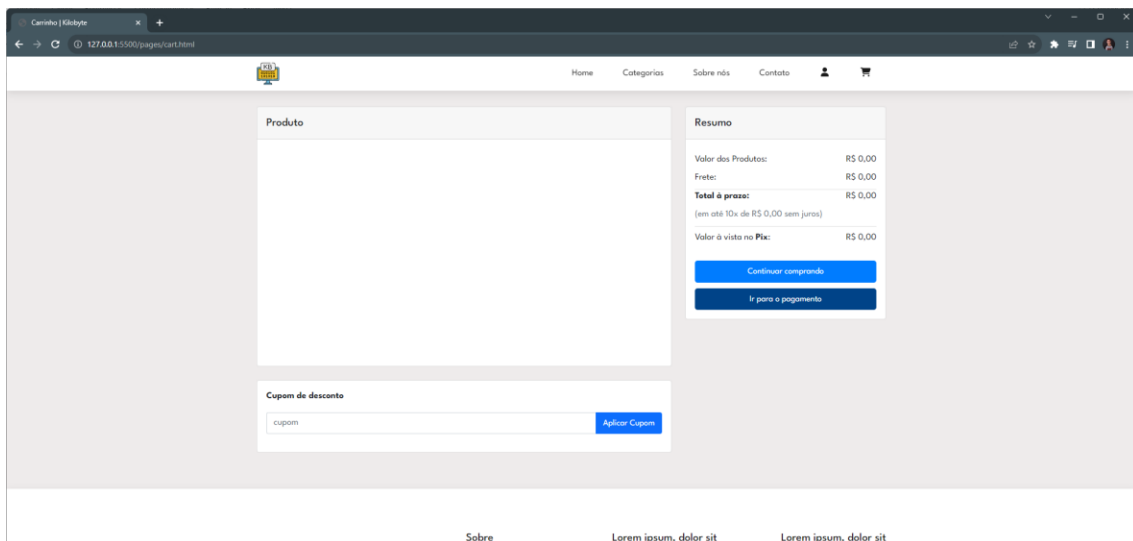 Carrinho | Kilobyte
127.0.0.1:5500/pages/cart.html
KB
Home Categorias Sobre nós Contato
Produto
Resumo
Valor dos Produtos: R$ 0,00
Frete: R$ 0,00
Total à prazo: R$ 0,00
(em até 10x de R$ 0,00 sem juros)
Valor à vista no Pix: R$ 0,00
Continuar comprando
Ir para o pagamento
Cupom de desconto
cupom
Aplicar Cupom
Sobre Lorem ipsum, dolor sit Lorem ipsum, dolor sit